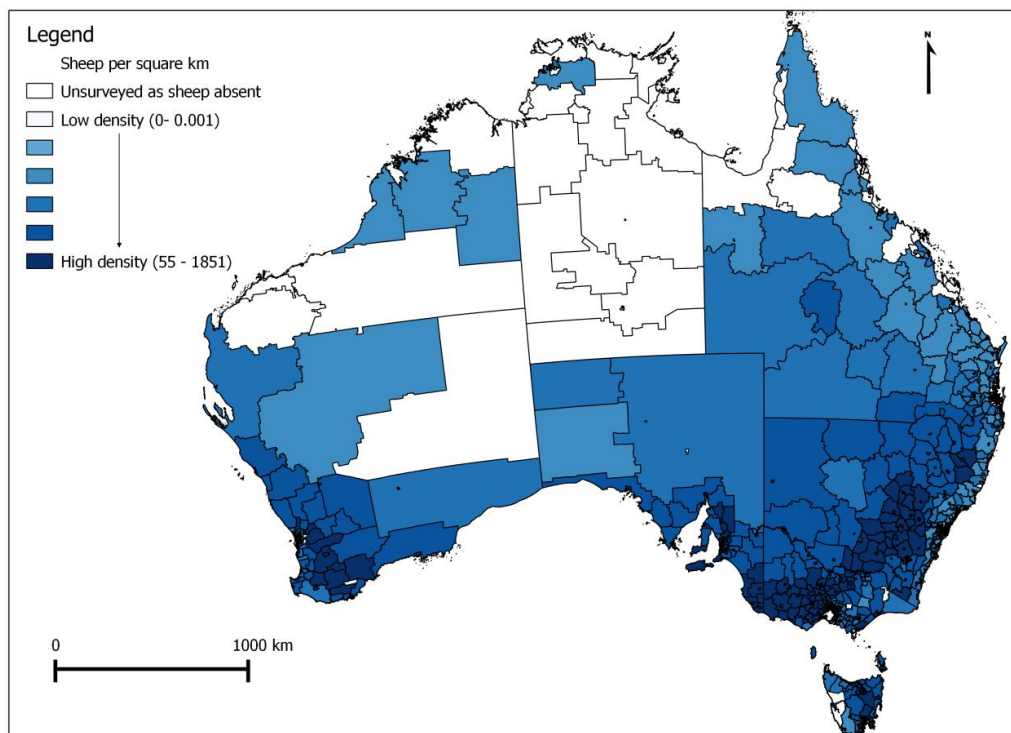 Legend
Sheep per square km
Unsurveyed as sheep absent
Low density (0- 0.001)
High density (55 - 1851)
N
0 1000 km